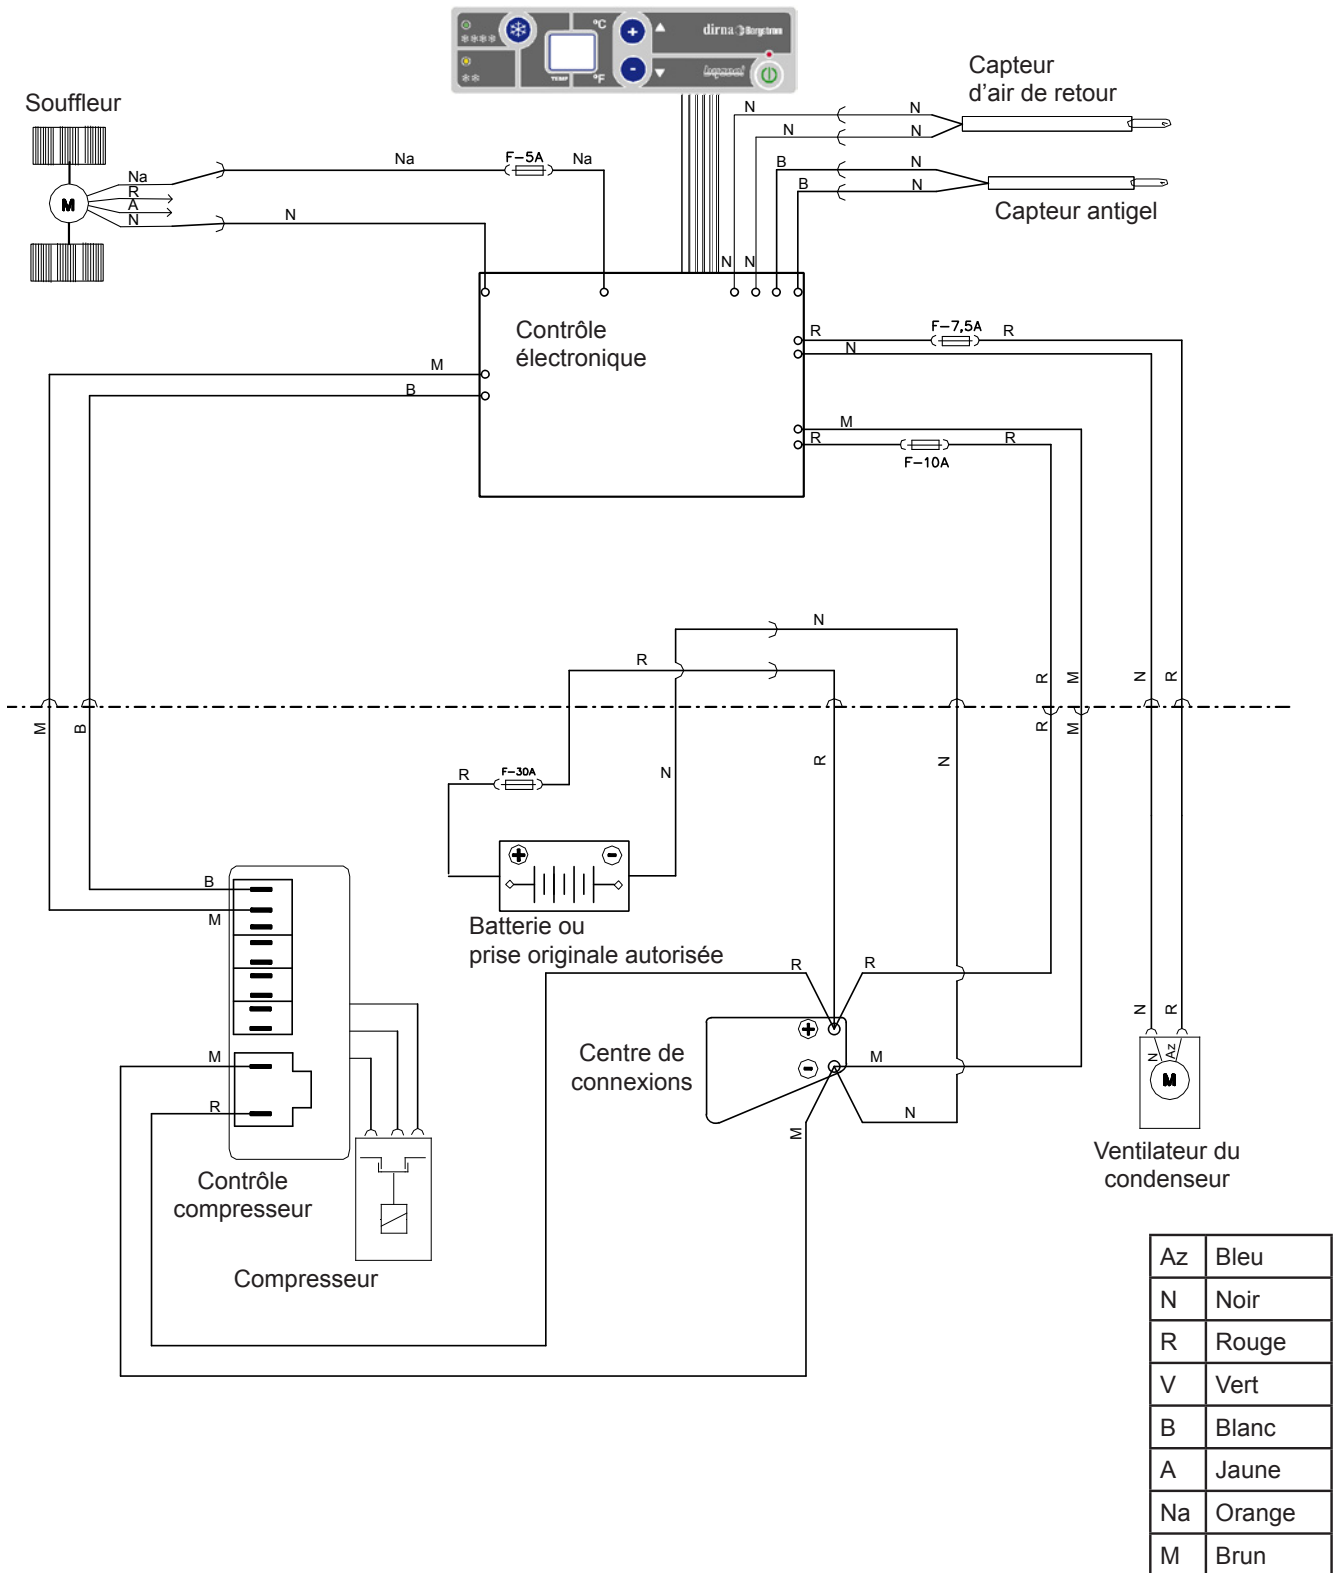 °C
+
dirna Bergstrom
-
°F
TEMP
Capteur
d'air de retour
Souffleur
N
N
N
N
Na
Na
F-5A
Na
B
N
B
N
R
A
N
N
M
Capteur antigel
N
N
Contrôle
électronique
R
F-7,5A
R
N
M
B
M
R
R
F-10A
N
R
R
M
N
R
M
B
R
M
R
F-30A
N
R
N
+
-
B
M
Batterie ou
prise originale autorisée
R
R
N
R
+
-
M
Centre de
connexions
N
Az
M
M
R
N
M
Ventilateur du
condenseur
Contrôle
compresseur
Compresseur
Az Bleu
N Noir
R Rouge
V Vert
B Blanc
A Jaune
Na Orange
M Brun